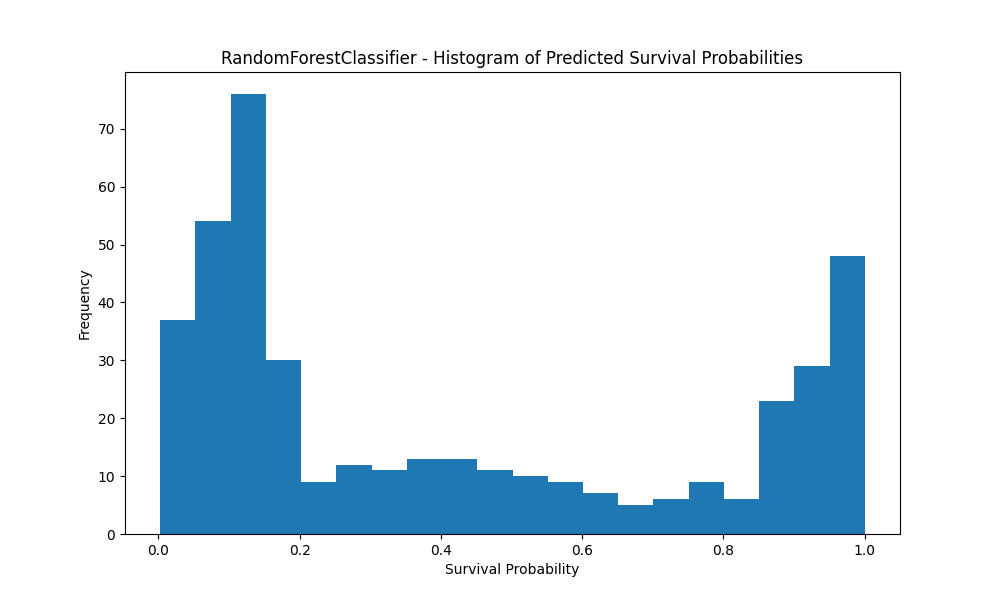 RandomForestClassifier - Histogram of Predicted Survival Probabilities
Frequency
70
60
50
40
30
20
10
0
0.0 0.2 0.4 0.6 0.8 1.0
Survival Probability